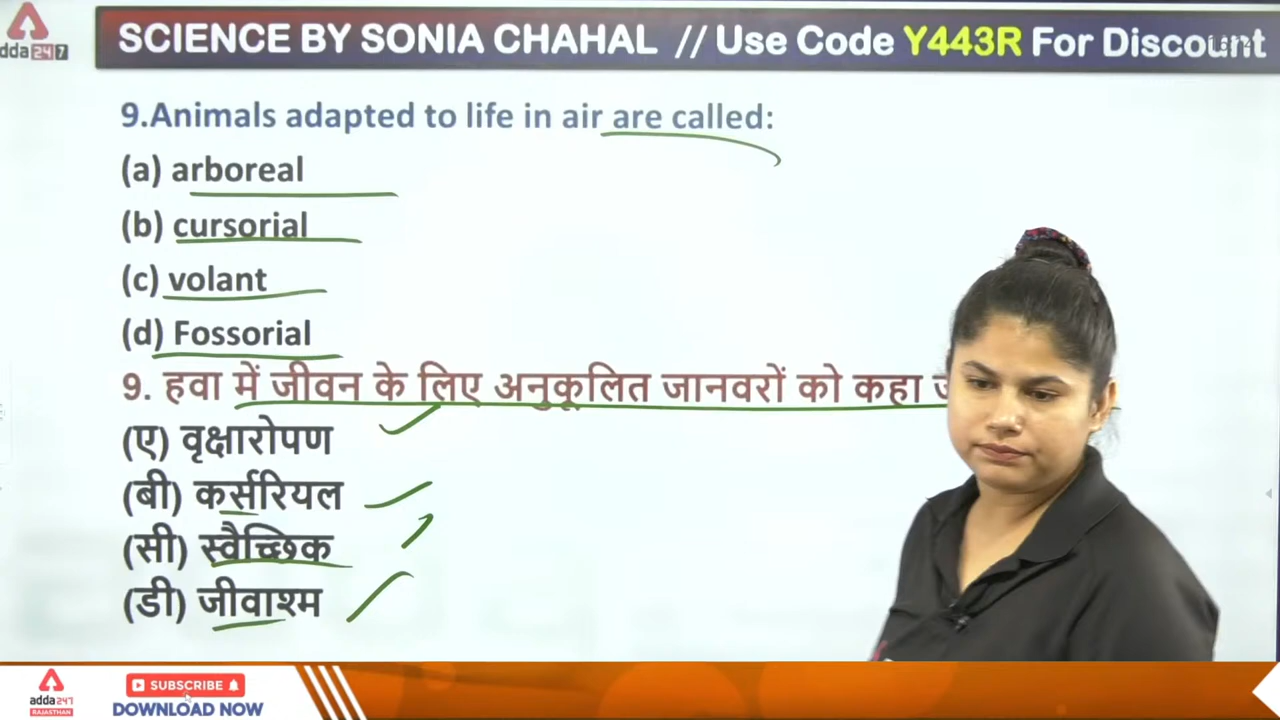 adda247
SCIENCE BY SONIA CHAHAL // Use Code Y443R For Discount
9.Animals adapted to life in air are called:
(a) arboreal
(b) cursorial
(c) volant
(d) Fossorial
9. हवा में जीवन के लिए अनुकूलित जानवरों को कहा
(ए) वृक्षारोपण
(बी) कर्सरियल
(सी) स्वैच्छिक
(डी) जीवाश्म
adda247
RAJASTHAN
SUBSCRIBE
DOWNLOAD NOW